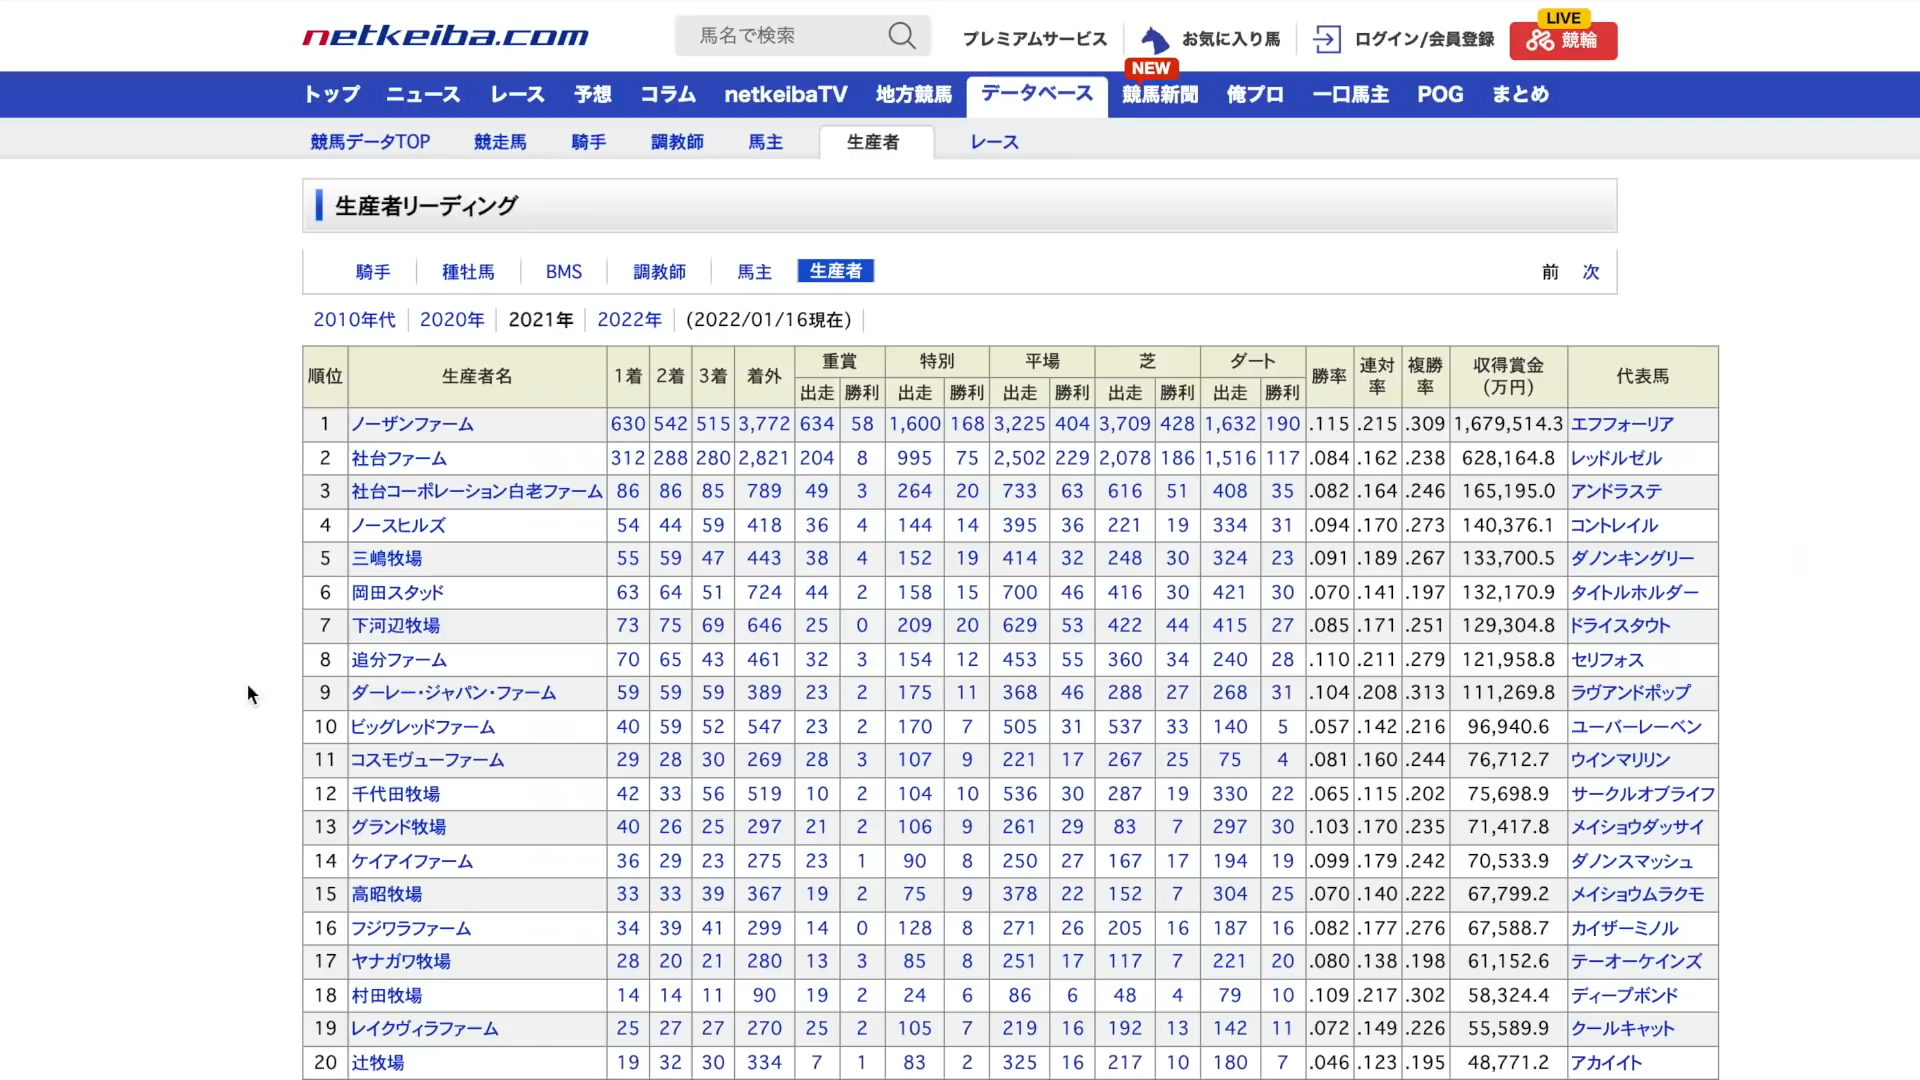 netkeiba.com 馬名で検索 プレミアムサービス お気に入り馬 ログイン/会員登録 LIVE 競輪
NEW
トップ ニュース レース 予想 コラム netkeibaTV 地方競馬 データベース 競馬新聞 俺プロ 一口馬主 POG まとめ
競馬データTOP 競走馬 騎手 調教師 馬主 生産者 レース
生産者リーディング
騎手 種牡馬 BMS 調教師 馬主 生産者 前 次
2010年代 2020年 2021年 2022年 (2022/01/16現在)
順位 生産者名 1着 2着 3着 着外 重賞 特別 平場 芝 ダート 勝率 連対率 複勝率 収得賞金(万円) 代表馬
出走 勝利 出走 勝利 出走 勝利 出走 勝利 出走 勝利
1 ノーザンファーム 630 542 515 3,772 634 58 1,600 168 3,225 404 3,709 428 1,632 190 .115 .215 .309 1,679,514.3 エフフォーリア
2 社台ファーム 312 288 280 2,821 204 8 995 75 2,502 229 2,078 186 1,516 117 .084 .162 .238 628,164.8 レッドルゼル
3 社台コーポレーション白老ファーム 86 86 85 789 49 3 264 20 733 63 616 51 408 35 .082 .164 .246 165,195.0 アンドラステ
4 ノースヒルズ 54 44 59 418 36 4 144 14 395 36 221 19 334 31 .094 .170 .273 140,376.1 コントレイル
5 三嶋牧場 55 59 47 443 38 4 152 19 414 32 248 30 324 23 .091 .189 .267 133,700.5 ダノンキングリー
6 岡田スタッド 63 64 51 724 44 2 158 15 700 46 416 30 421 30 .070 .141 .197 132,170.9 タイトルホルダー
7 下河辺牧場 73 75 69 646 25 0 209 20 629 53 422 44 415 27 .085 .171 .251 129,304.8 ドライスタウト
8 追分ファーム 70 65 43 461 32 3 154 12 453 55 360 34 240 28 .110 .211 .279 121,958.8 セリフォス
9 ダーレー・ジャパン・ファーム 59 59 59 389 23 2 175 11 368 46 288 27 268 31 .104 .208 .313 111,269.8 ラヴアンドポップ
10 ビッグレッドファーム 40 59 52 547 23 2 170 7 505 31 537 33 140 5 .057 .142 .216 96,940.6 ユーバーレーベン
11 コスモヴューファーム 29 28 30 269 28 3 107 9 221 17 267 25 75 4 .081 .160 .244 76,712.7 ウインマリリン
12 千代田牧場 42 33 56 519 10 2 104 10 536 30 287 19 330 22 .065 .115 .202 75,698.9 サークルオブライフ
13 グランド牧場 40 26 25 297 21 2 106 9 261 29 83 7 297 30 .103 .170 .235 71,417.8 メイショウダッサイ
14 ケイアイファーム 36 29 23 275 23 1 90 8 250 27 167 17 194 19 .099 .179 .242 70,533.9 ダノンスマッシュ
15 高昭牧場 33 33 39 367 19 2 75 9 378 22 152 7 304 25 .070 .140 .222 67,799.2 メイショウムラクモ
16 フジワラファーム 34 39 41 299 14 0 128 8 271 26 205 16 187 16 .082 .177 .276 67,588.7 カイザーミノル
17 ヤナガワ牧場 28 20 21 280 13 3 85 8 251 17 117 7 221 20 .080 .138 .198 61,152.6 テーオーケインズ
18 村田牧場 14 14 11 90 19 2 24 6 86 6 48 4 79 10 .109 .217 .302 58,324.4 ディープボンド
19 レイクヴィラファーム 25 27 27 270 25 2 105 7 219 16 192 13 142 11 .072 .149 .226 55,589.9 クールキャット
20 辻牧場 19 32 30 334 7 1 83 2 325 16 217 10 180 7 .046 .123 .195 48,771.2 アカイイト